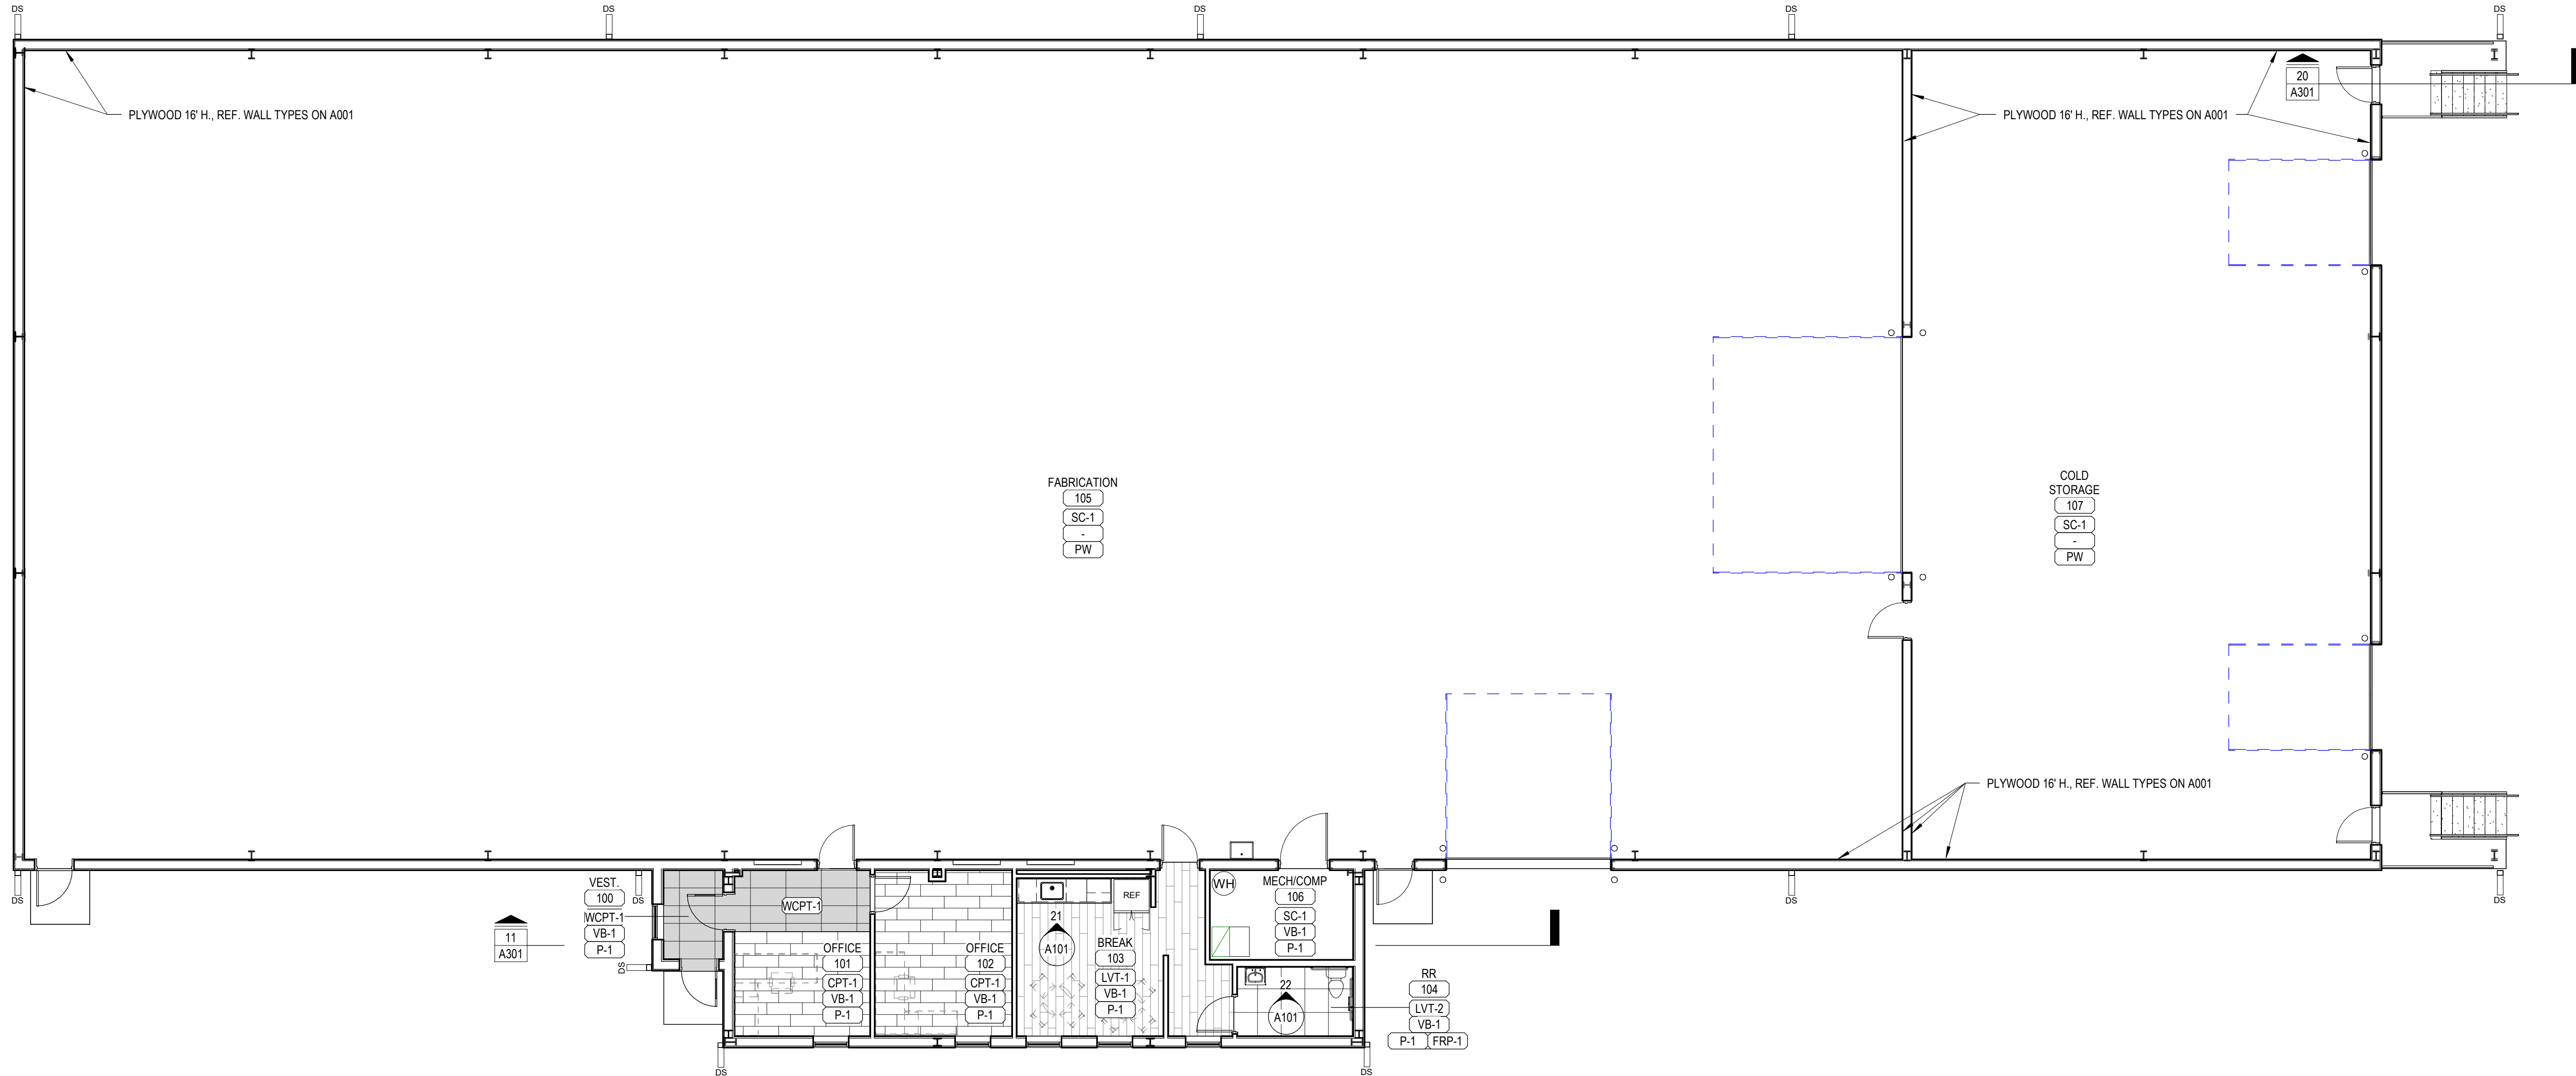 DS
DS
DS
DS
DS
PLYWOOD 16' H., REF. WALL TYPES ON A001
PLYWOOD 16' H., REF. WALL TYPES ON A001
20
A301
FABRICATION
105
SC-1
-
PW
COLD
STORAGE
107
SC-1
-
PW
PLYWOOD 16' H., REF. WALL TYPES ON A001
DS
DS
DS
DS
VEST.
100
WCPT-1
VB-1
P-1
11
A301
DS
WCPT-1
OFFICE
101
CPT-1
VB-1
P-1
OFFICE
102
CPT-1
VB-1
P-1
REF
21
A101
BREAK
103
LVT-1
VB-1
P-1
WH
MECH/COMP
106
SC-1
VB-1
P-1
22
A101
RR
104
LVT-2
VB-1
P-1 FRP-1
DS
DS